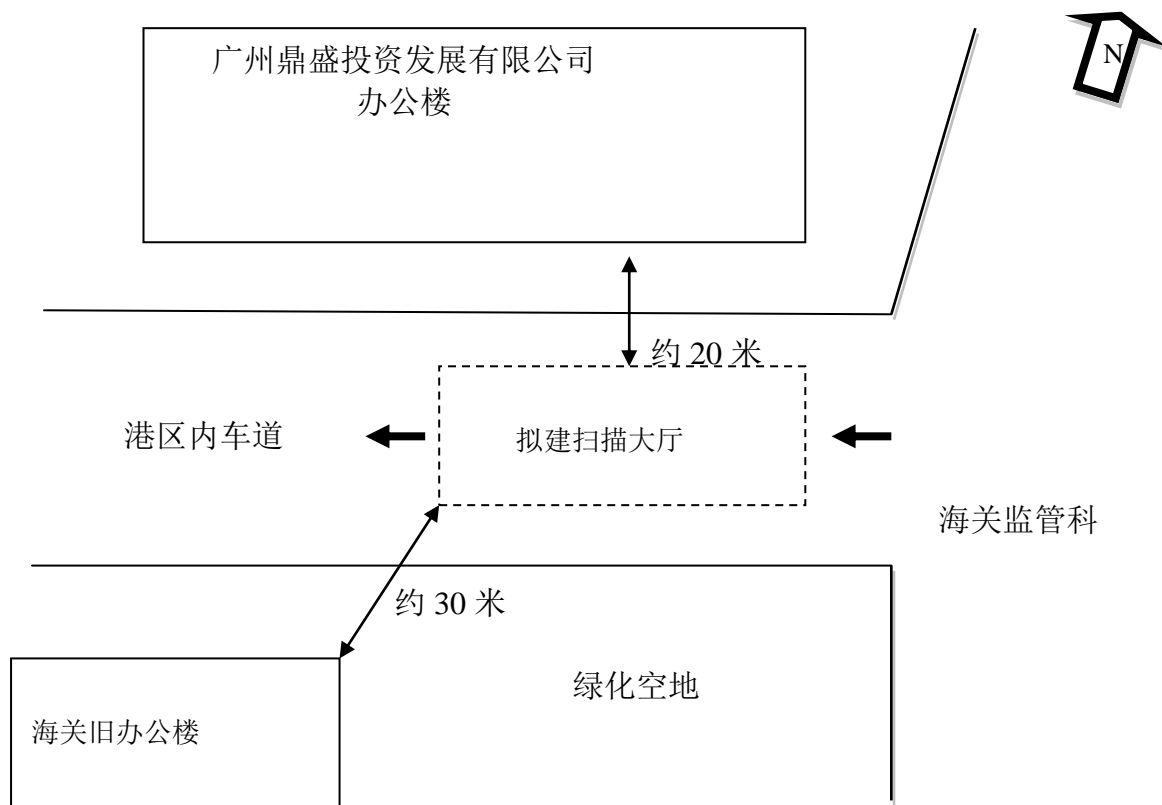 广州鼎盛投资发展有限公司
办公楼
N
约 20 米
港区内车道
拟建扫描大厅
海关监管科
约 30 米
绿化空地
海关旧办公楼